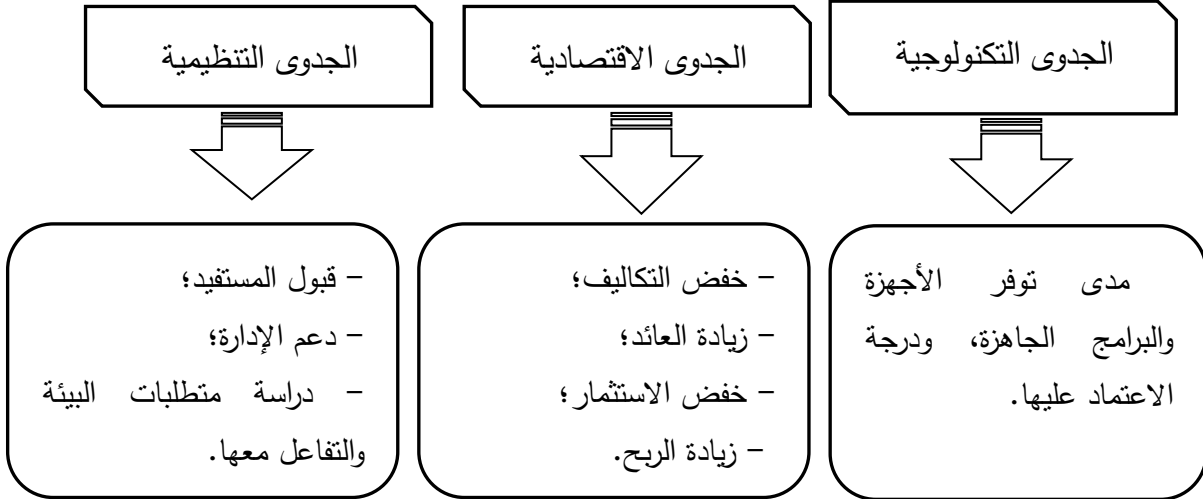 الجدوى التكنولوجية
الجدوى الاقتصادية
الجدوى التنظيمية
مدى توفر الأجهزة
والبرامج الجاهزة، ودرجة
الاعتماد عليها.
- خفض التكاليف؛
- زيادة العائد؛
- خفض الاستثمار؛
- زيادة الربح.
- قبول المستفيد؛
- دعم الإدارة؛
- دراسة متطلبات البيئة
والتفاعل معها.